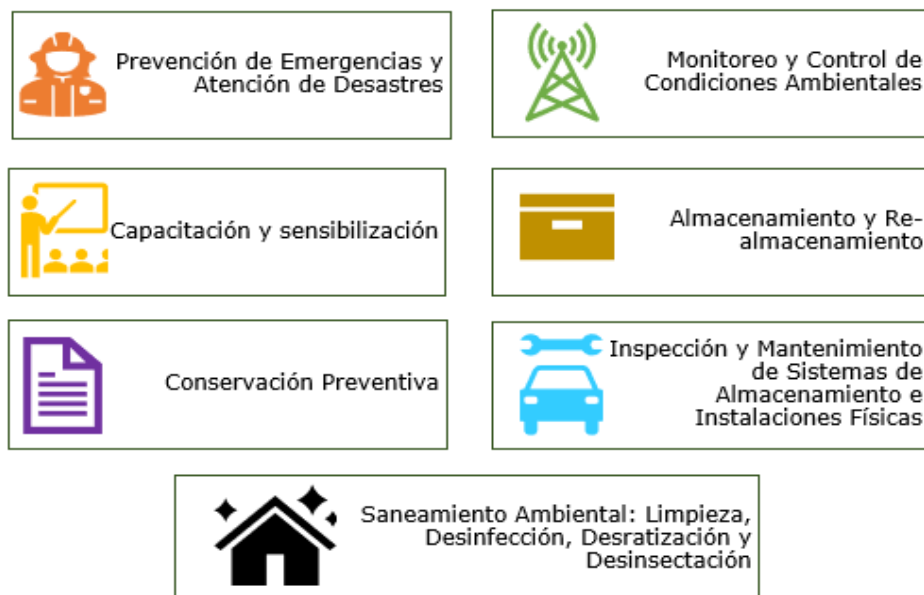 Prevención de Emergencias y
Atención de Desastres
Monitoreo y Control de
Condiciones Ambientales
Capacitación y sensibilización
Almacenamiento y Re-
almacenamiento
Conservación Preventiva
Inspección y Mantenimiento
de Sistemas de
Almacenamiento e
Instalaciones Físicas
Saneamiento Ambiental: Limpieza,
Desinfección, Desratización y
Desinsectación